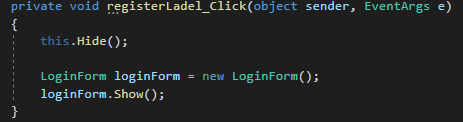 private void registerLadel_Click(object sender, EventArgs e)
{
this.Hide();
LoginForm loginForm = new LoginForm();
loginForm.Show();
}